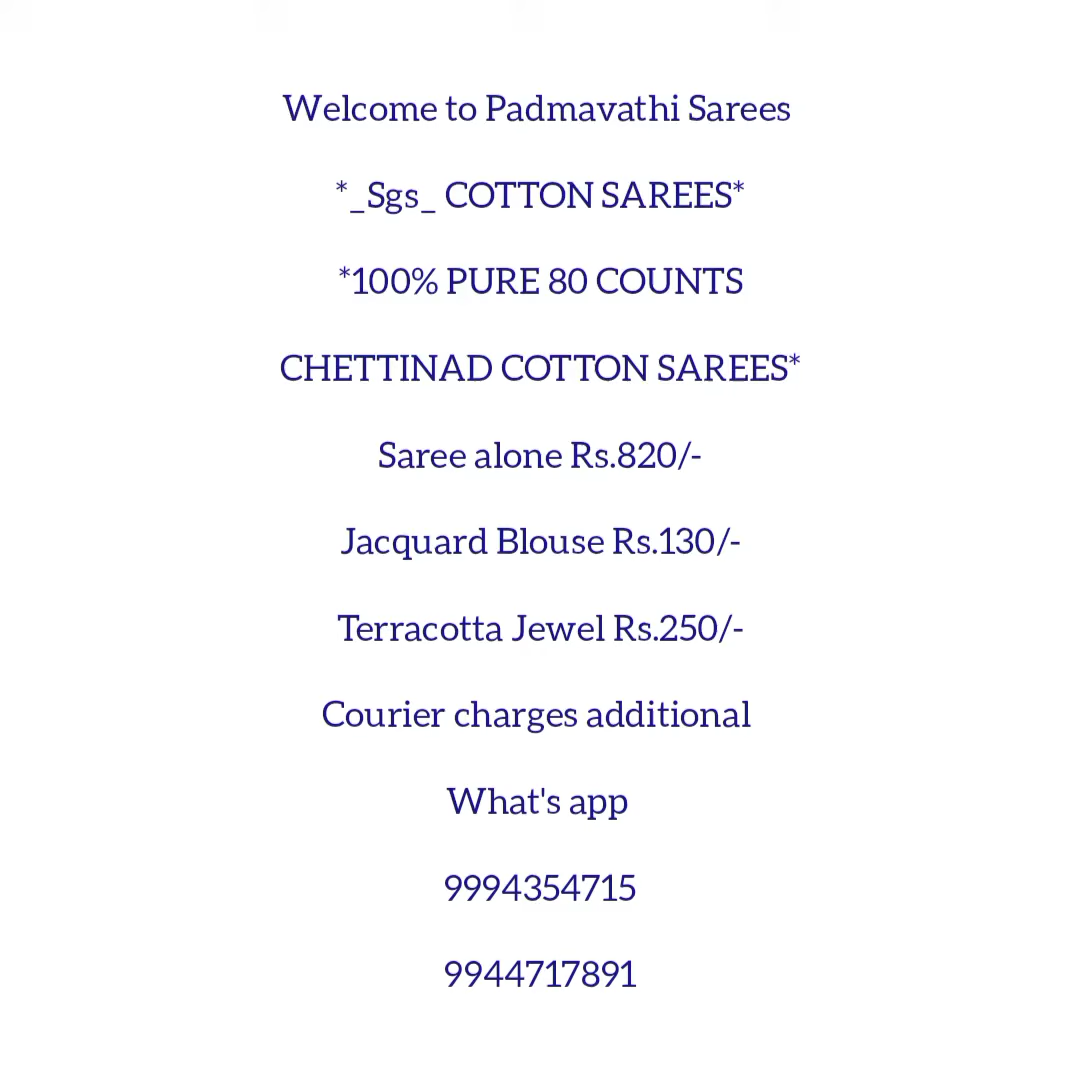 Welcome to Padmavathi Sarees
*_Sgs_ COTTON SAREES*
*100% PURE 80 COUNTS
CHETTINAD COTTON SAREES*
Saree alone Rs.820/-
Jacquard Blouse Rs.130/-
Terracotta Jewel Rs.250/-
Courier charges additional
What's app
9994354715
9944717891